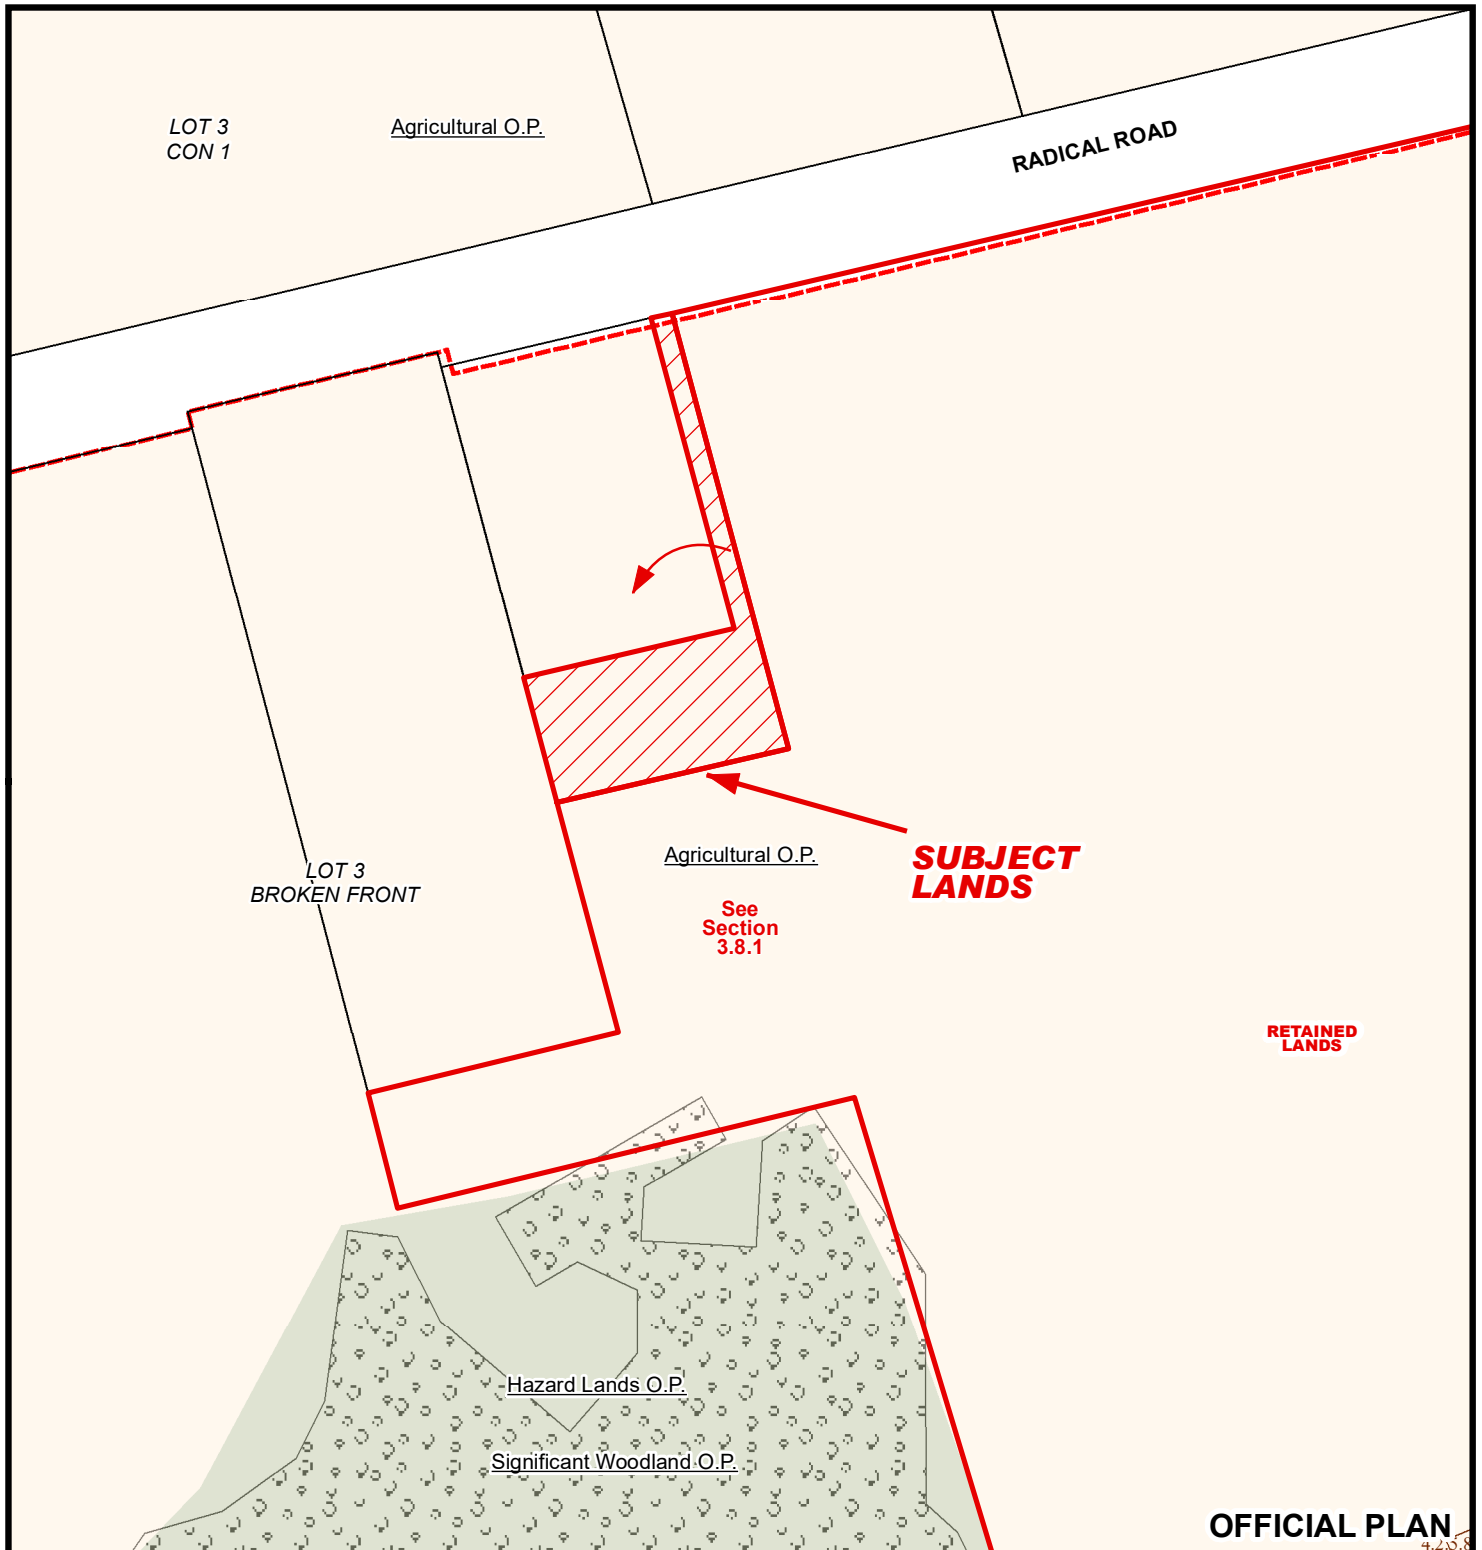 LOT 3
CON 1
Agricultural O.P.
RADICAL ROAD
Agricultural O.P.
SUBJECT
LANDS
LOT 3
BROKEN FRONT
See
Section
3.8.1
RETAINED
LANDS
Hazard Lands O.P.
Significant Woodland O.P.
OFFICIAL PLAN